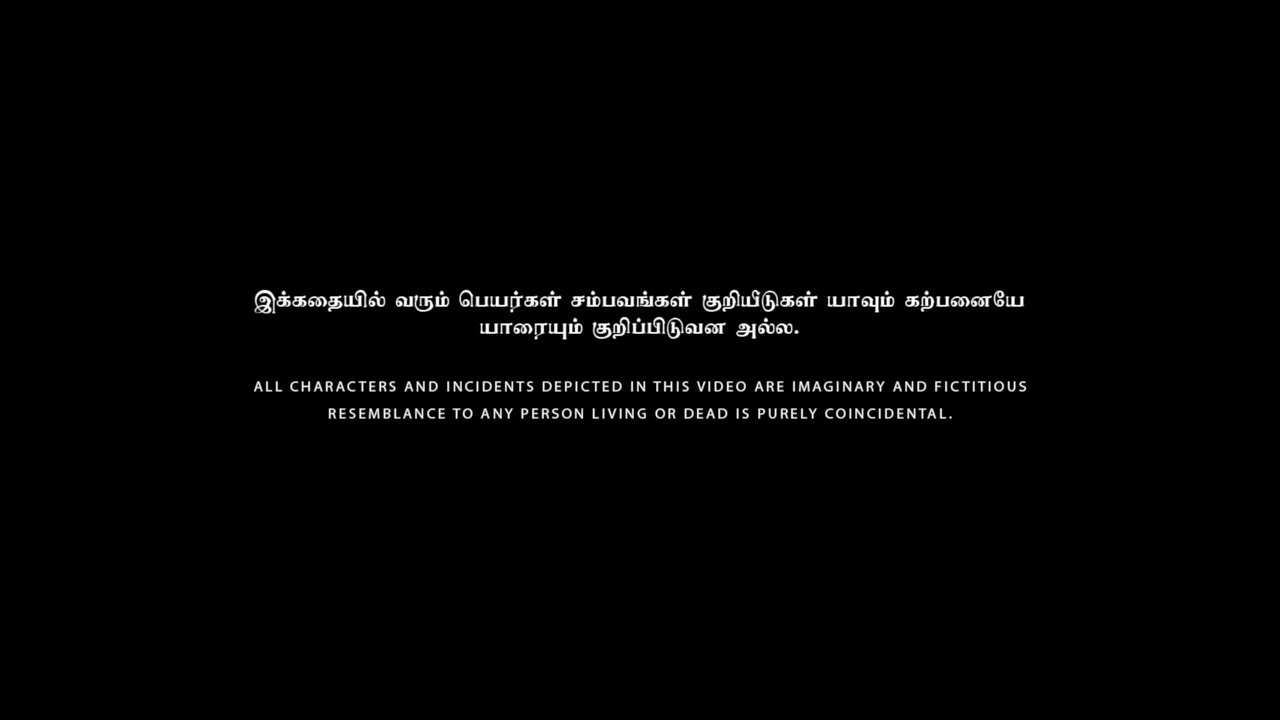 இக்கதையில் வரும் பெயர்கள் சம்பவங்கள் குறியீடுகள் யாவும் கற்பனையே
யாரையும் குறிப்பிடுவன அல்ல.
ALL CHARACTERS AND INCIDENTS DEPICTED IN THIS VIDEO ARE IMAGINARY AND FICTITIOUS
RESEMBLANCE TO ANY PERSON LIVING OR DEAD IS PURELY COINCIDENTAL.